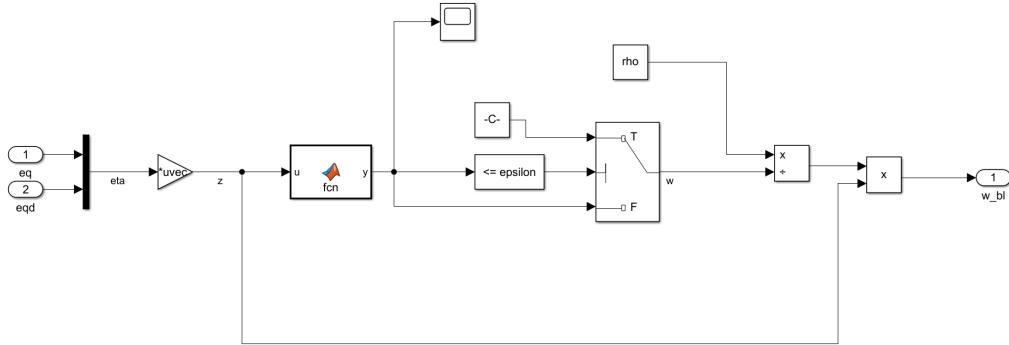 rho
-C-
T
1
eq
eta
*uvec
z
u
fcn
y
<= epsilon
w
x
÷
x
1
w_bl
2
eqd
F